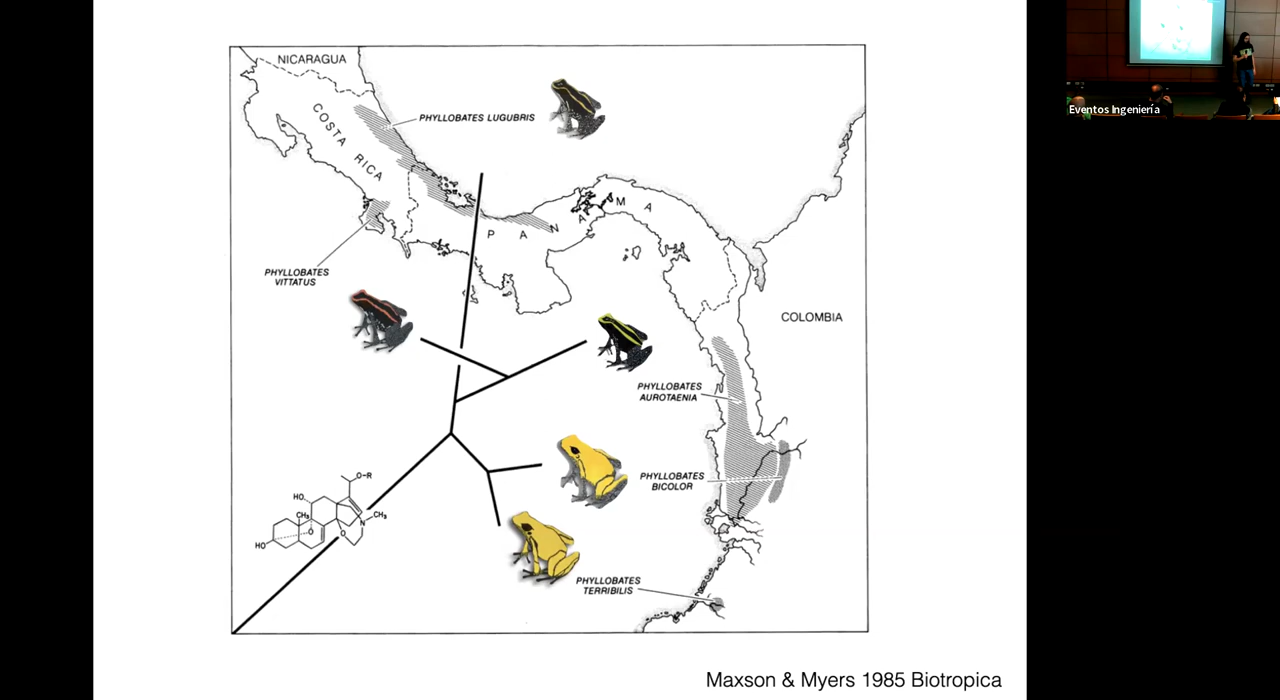 NICARAGUA
COSTA RICA
PHYLLOBATES LUGUBRIS
PANAMA
PHYLLOBATES
VITTATUS
COLOMBIA
PHYLLOBATES
AUROTAENIA
PHYLLOBATES
BICOLOR
O-R
HO
CH₃
N
CH₃
O
O
HO
PHYLLOBATES
TERRIBILIS
Maxson & Myers 1985 Biotropica
Eventos Ingeniería